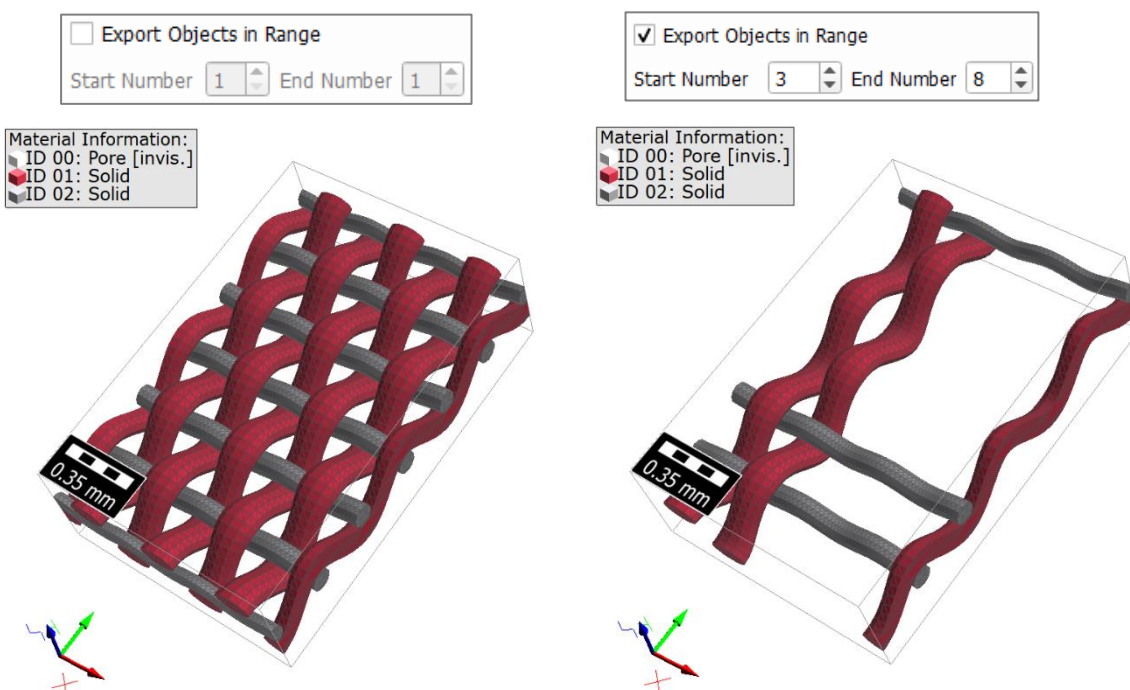 Export Objects in Range
Start Number 1 End Number 1
Material Information:
ID 00: Pore [invis.]
ID 01: Solid
ID 02: Solid
0.35 mm
X
Export Objects in Range
Start Number 3 End Number 8
Material Information:
ID 00: Pore [invis.]
ID 01: Solid
ID 02: Solid
0.35 mm
X